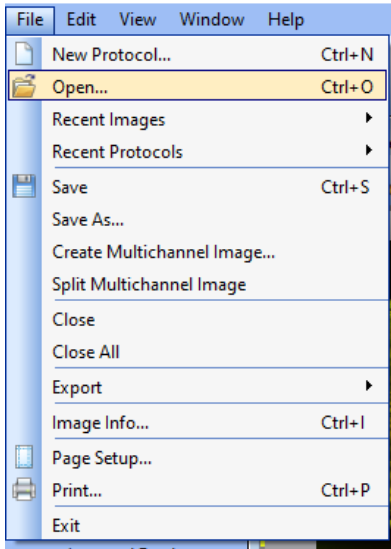 File Edit View Window Help
New Protocol... Ctrl+N
Open... Ctrl+O
Recent Images
Recent Protocols
Save Ctrl+S
Save As...
Create Multichannel Image...
Split Multichannel Image
Close
Close All
Export
Image Info... Ctrl+I
Page Setup...
Print... Ctrl+P
Exit